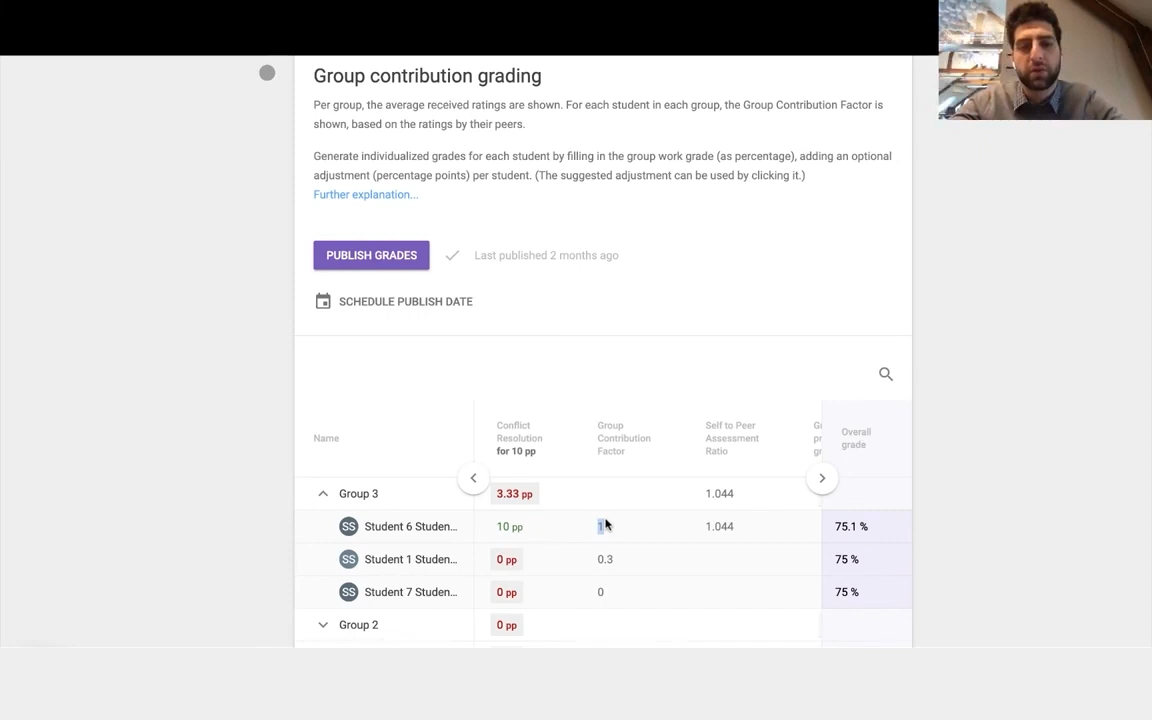 Group contribution grading
Per group, the average received ratings are shown. For each student in each group, the Group Contribution Factor is
shown, based on the ratings by their peers.
Generate individualized grades for each student by filling in the group work grade (as percentage), adding an optional
adjustment (percentage points) per student. (The suggested adjustment can be used by clicking it.)
Further explanation...
PUBLISH GRADES Last published 2 months ago
SCHEDULE PUBLISH DATE
Name
Conflict
Resolution
for 10 pp
Group
Contribution
Factor
Self to Peer
Assessment
Ratio
Overall
grade
Group 3 3.33 pp 1.044
SS Student 6 Studen... 10 pp 1 1.044 75.1 %
SS Student 1 Studen... 0 pp 0.3 75 %
SS Student 7 Studen... 0 pp 0 75 %
Group 2 0 pp